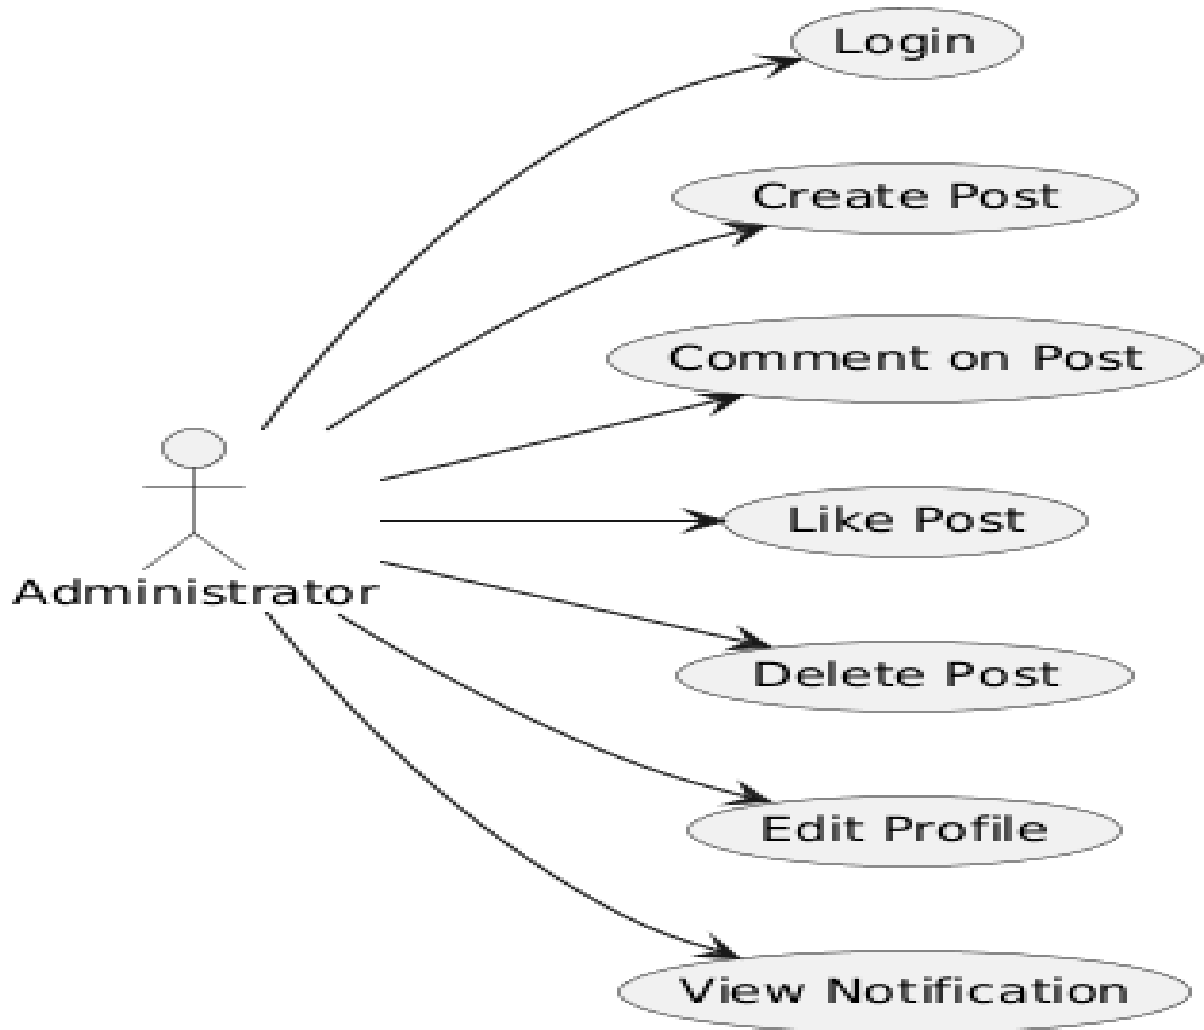 Login
Create Post
Comment on Post
Like Post
Administrator
Delete Post
Edit Profile
View Notification